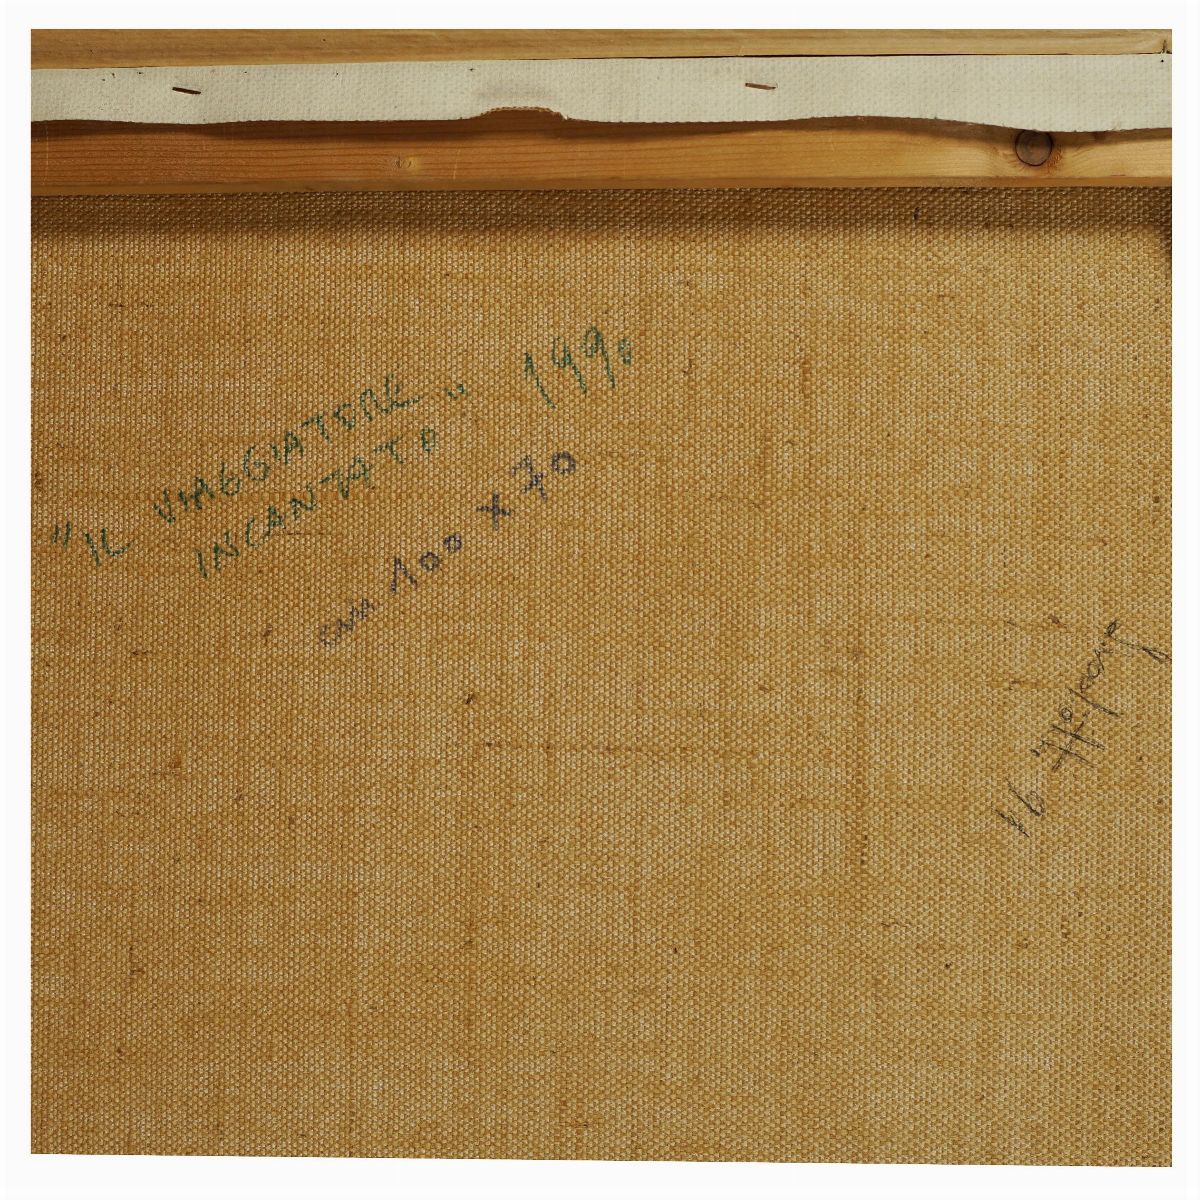 "IL VIAGGIATORE" 1990
INCANTATO
cm 100 x 70